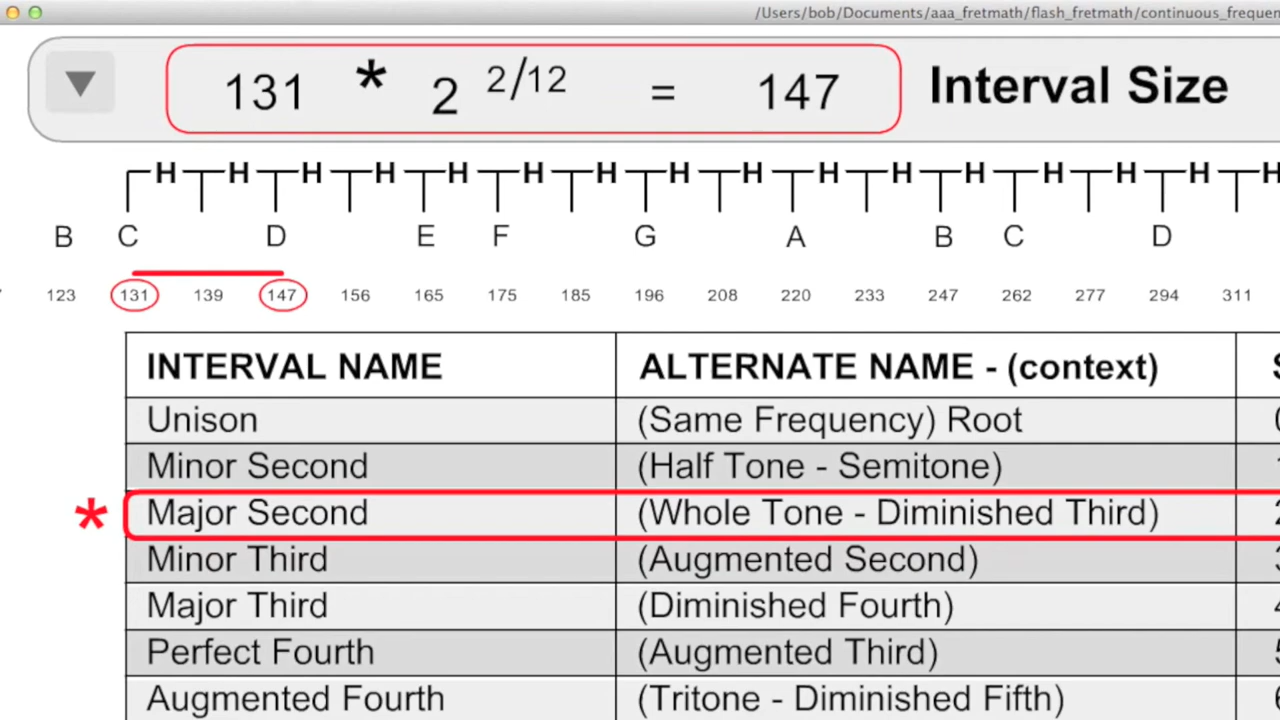 /Users/bob/Documents/aaa_fretmath/flash_fretmath/continuous_frequen
131 * 2 2/12 = 147 Interval Size
H H H H H H H H H H H H H H H H
B C D E F G A B C D
123 131 139 147 156 165 175 185 196 208 220 233 247 262 277 294 311
INTERVAL NAME ALTERNATE NAME - (context)
Unison (Same Frequency) Root
Minor Second (Half Tone - Semitone)
* Major Second (Whole Tone - Diminished Third)
Minor Third (Augmented Second)
Major Third (Diminished Fourth)
Perfect Fourth (Augmented Third)
Augmented Fourth (Tritone - Diminished Fifth)